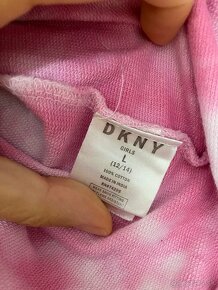 DKNY
GIRLS
L
(12/14)
100% COTTON
MADE IN INDIA